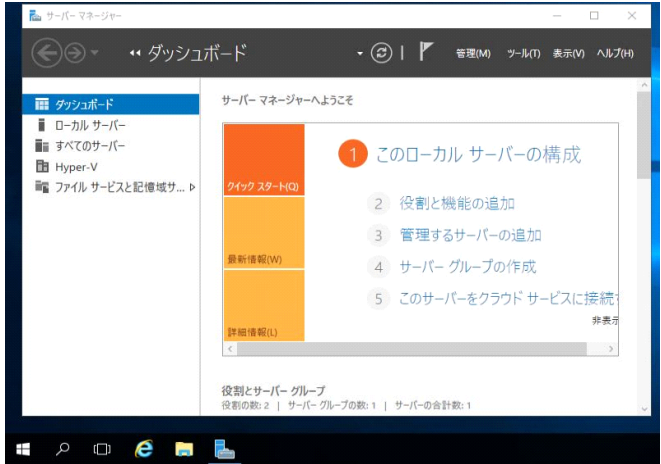 サーバー マネージャー
ダッシュボード
管理(M) ツール(T) 表示(V) ヘルプ(H)
ダッシュボード
ローカル サーバー
すべてのサーバー
Hyper-V
ファイル サービスと記憶域サ...
サーバー マネージャーへようこそ
クイック スタート(Q)
最新情報(W)
詳細情報(L)
1 このローカル サーバーの構成
2 役割と機能の追加
3 管理するサーバーの追加
4 サーバー グループの作成
5 このサーバーをクラウド サービスに接続
非表示
役割とサーバー グループ
役割の数: 2 | サーバー グループの数: 1 | サーバーの合計数: 1